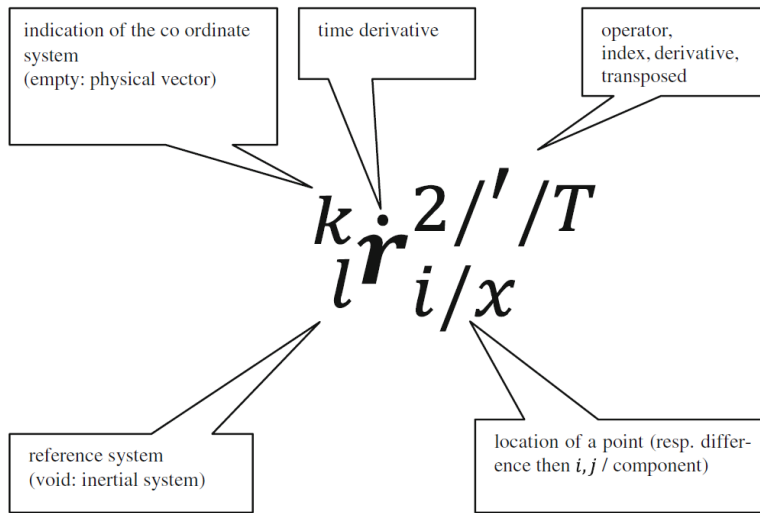 indication of the co ordinate
system
(empty: physical vector)
time derivative
operator,
index, derivative,
transposed
k ṙ 2/′/T
l i/x
reference system
(void: inertial system)
location of a point (resp. differ-
ence then i, j / component)